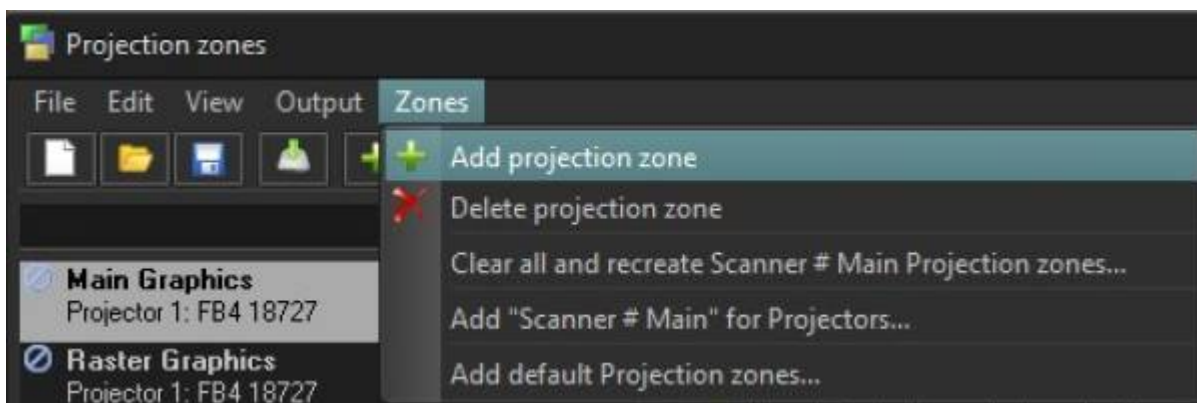 Projection zones
File Edit View Output Zones
Add projection zone
Delete projection zone
Clear all and recreate Scanner # Main Projection zones...
Add "Scanner # Main" for Projectors...
Add default Projection zones...
Main Graphics
Projector 1: FB4 18727
Raster Graphics
Projector 1: FB4 18727